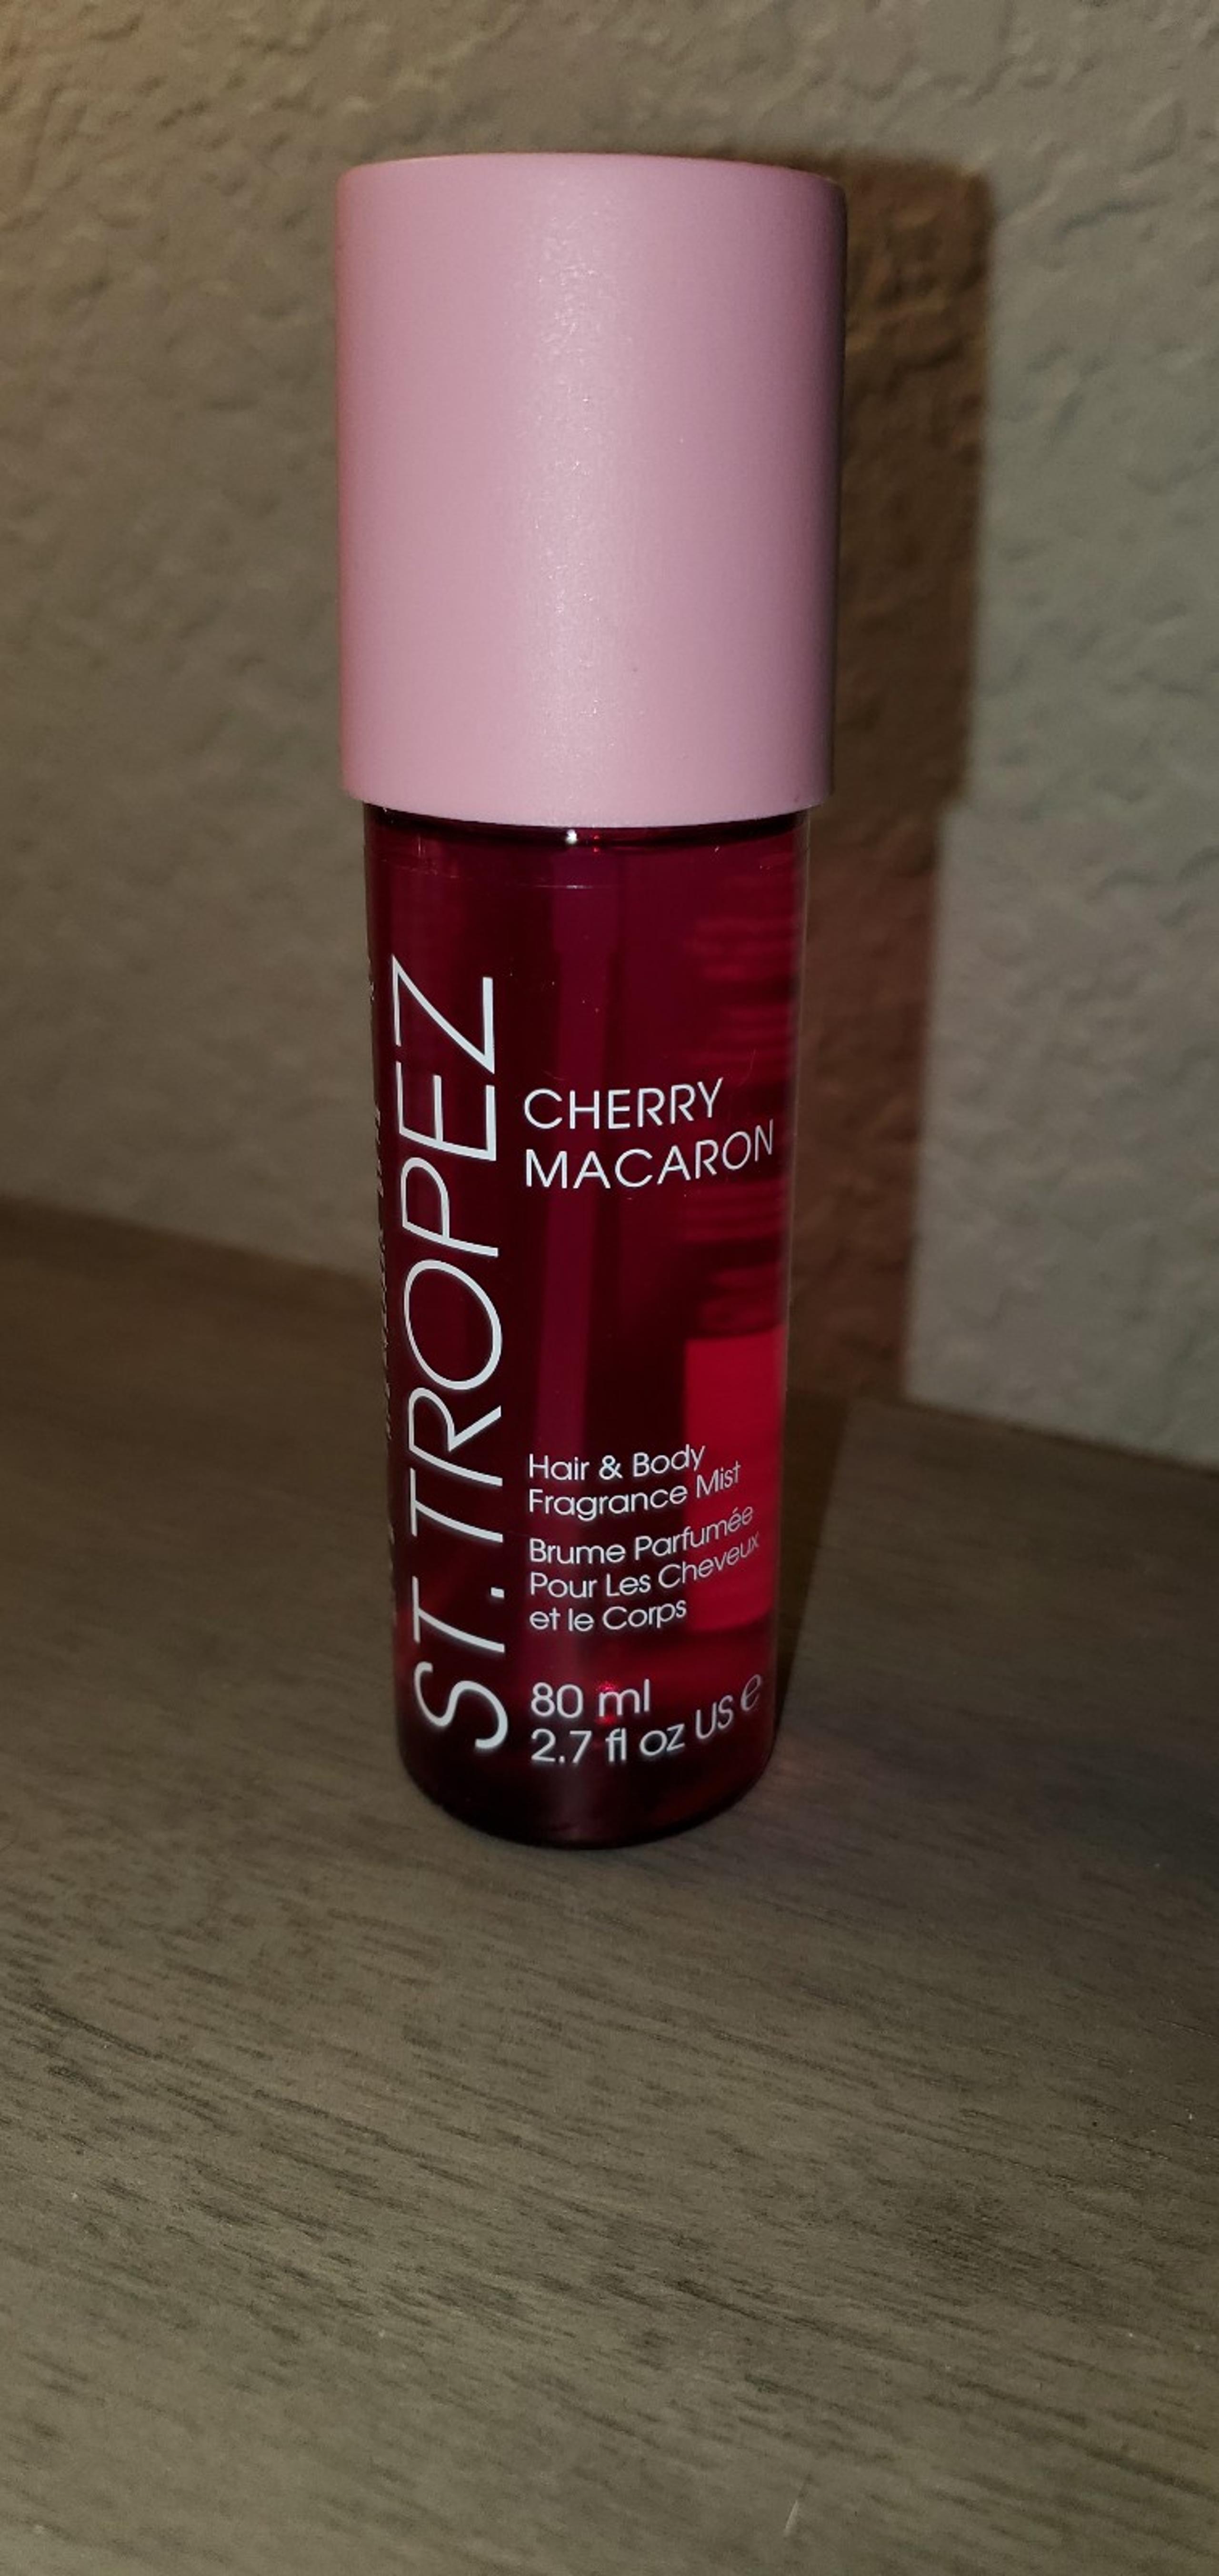 ST.TROPEZ
CHERRY
MACARON
Hair & Body
Fragrance Mist
Brume Parfumée
Pour Les Cheveux
et le Corps
80 ml
2.7 fl oz US ℮